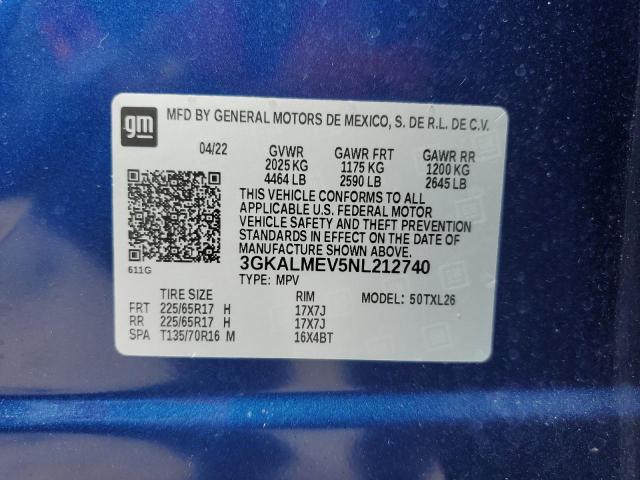 gm
MFD BY GENERAL MOTORS DE MEXICO, S. DE R.L. DE C.V.
04/22 GVWR GAWR FRT GAWR RR
2025 KG 1175 KG 1200 KG
4464 LB 2590 LB 2645 LB
THIS VEHICLE CONFORMS TO ALL
APPLICABLE U.S. FEDERAL MOTOR
VEHICLE SAFETY AND THEFT PREVENTION
STANDARDS IN EFFECT ON THE DATE OF
MANUFACTURE SHOWN ABOVE.
611G
3GKALMEV5NL212740
TYPE: MPV
TIRE SIZE RIM MODEL: 50TXL26
FRT 225/65R17 H 17X7J
RR 225/65R17 H 17X7J
SPA T135/70R16 M 16X4BT